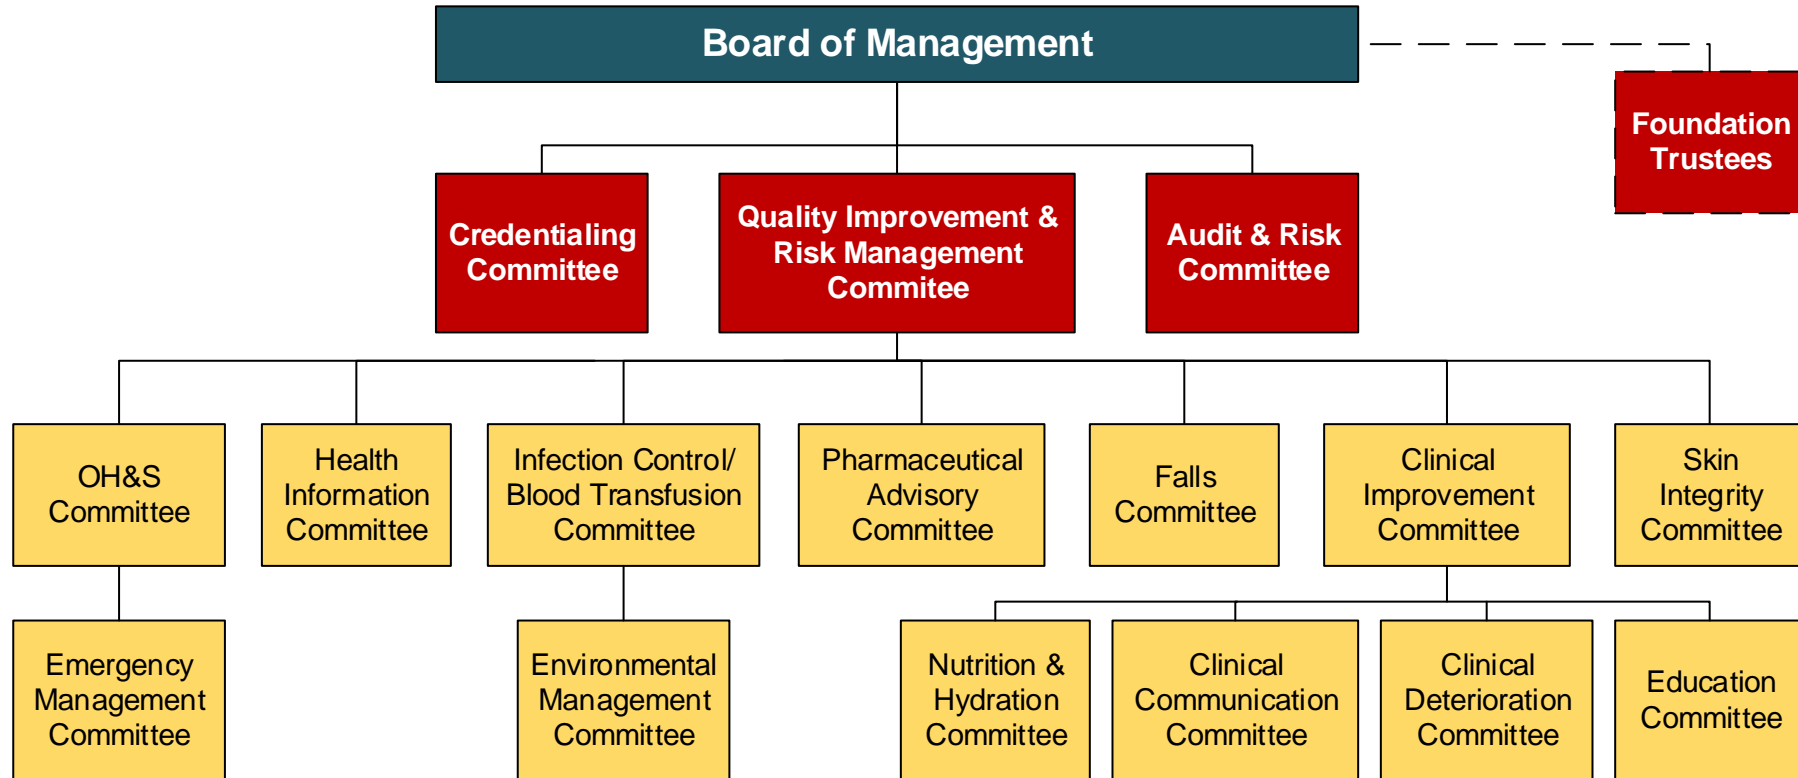 Board of Management
Foundation
Trustees
Credentialing
Committee
Quality Improvement &
Risk Management
Commitee
Audit & Risk
Committee
OH&S
Committee
Health
Information
Committee
Infection Control/
Blood Transfusion
Committee
Pharmaceutical
Advisory
Committee
Falls
Committee
Clinical
Improvement
Committee
Skin
Integrity
Committee
Emergency
Management
Committee
Environmental
Management
Committee
Nutrition &
Hydration
Committee
Clinical
Communication
Committee
Clinical
Deterioration
Committee
Education
Committee